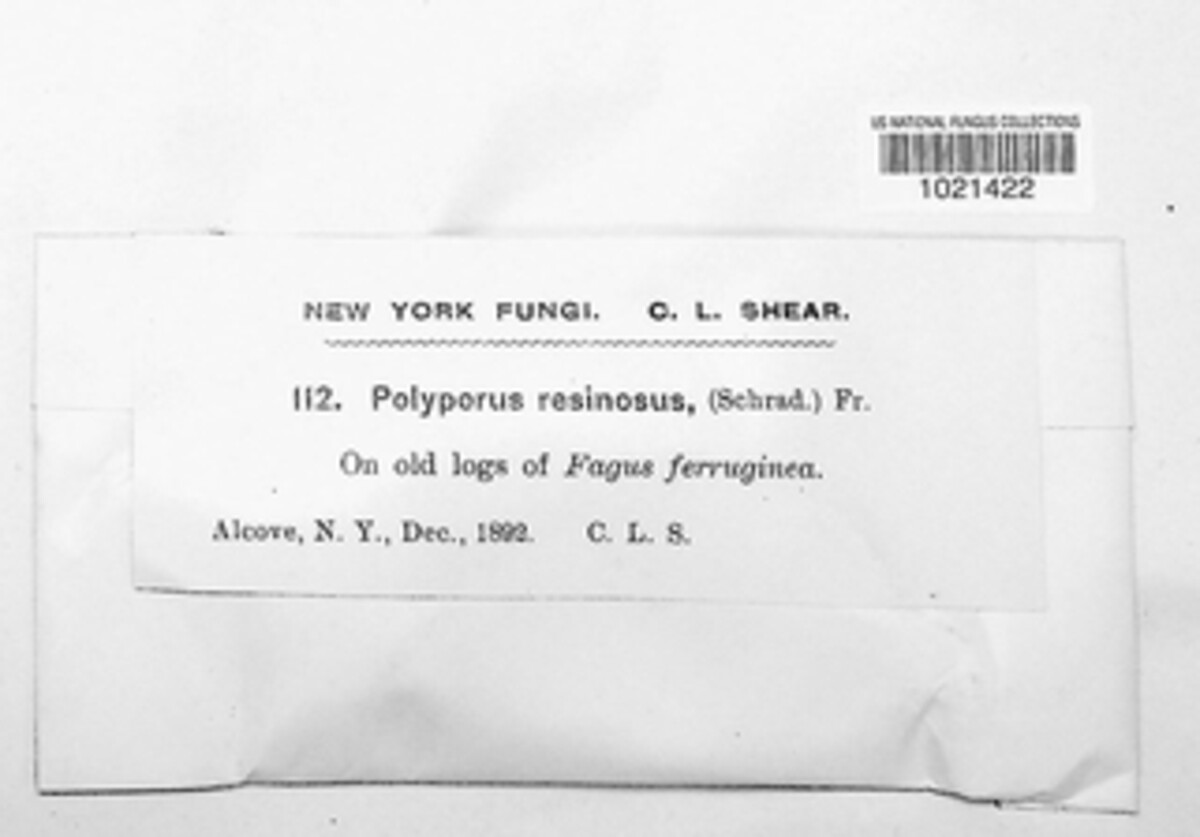 US NATIONAL FUNGUS COLLECTIONS
1021422
NEW YORK FUNGI. C. L. SHEAR.
112. Polyporus resinosus, (Schrad.) Fr.
On old logs of Fagus ferruginea.
Alcove, N. Y., Dec., 1892. C. L. S.